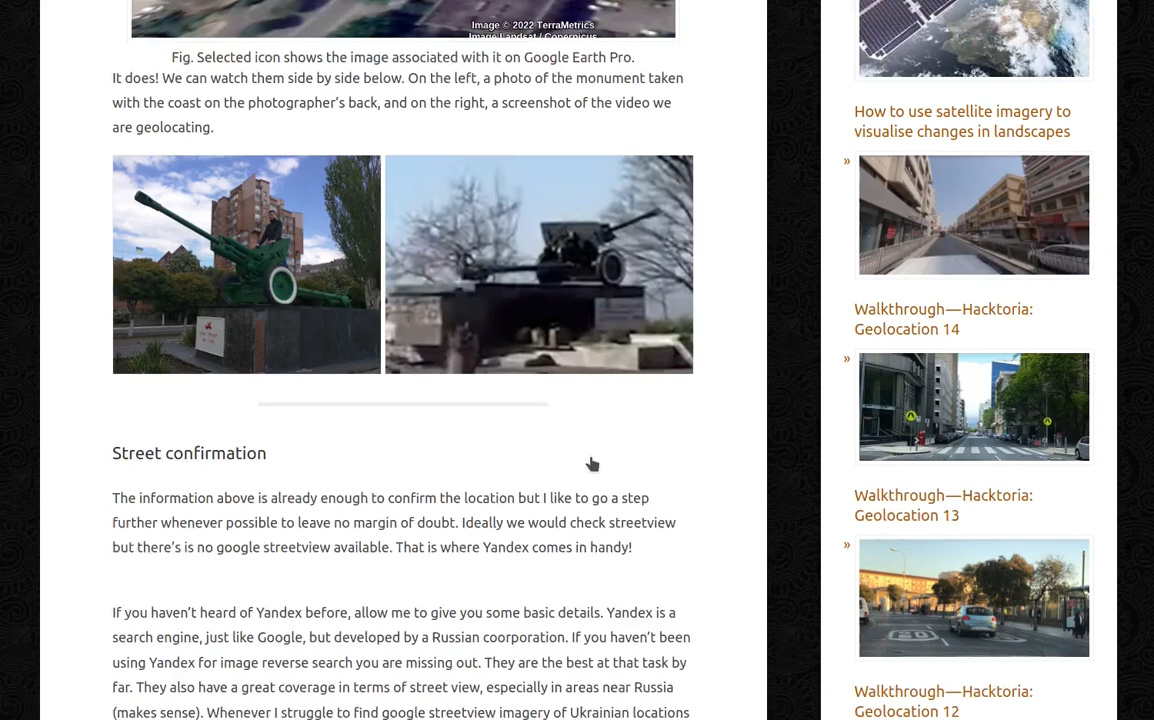 Image © 2022 TerraMetrics
Image Landsat / Copernicus
Fig. Selected icon shows the image associated with it on Google Earth Pro.
It does! We can watch them side by side below. On the left, a photo of the monument taken
with the coast on the photographer’s back, and on the right, a screenshot of the video we
are geolocating.
Street confirmation
The information above is already enough to confirm the location but I like to go a step
further whenever possible to leave no margin of doubt. Ideally we would check streetview
but there’s is no google streetview available. That is where Yandex comes in handy!
If you haven’t heard of Yandex before, allow me to give you some basic details. Yandex is a
search engine, just like Google, but developed by a Russian coorporation. If you haven’t been
using Yandex for image reverse search you are missing out. They are the best at that task by
far. They also have a great coverage in terms of street view, especially in areas near Russia
(makes sense). Whenever I struggle to find google streetview imagery of Ukrainian locations
How to use satellite imagery to
visualise changes in landscapes
»
Walkthrough—Hacktoria:
Geolocation 14
»
Walkthrough—Hacktoria:
Geolocation 13
»
Walkthrough—Hacktoria:
Geolocation 12